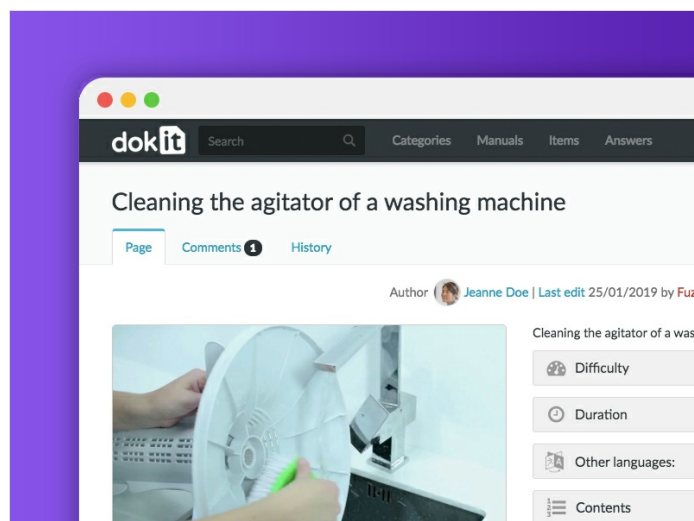 dokit Search Categories Manuals Items Answers
Cleaning the agitator of a washing machine
Page Comments 1 History
Author Jeanne Doe | Last edit 25/01/2019 by Fuz
Cleaning the agitator of a was
Difficulty
Duration
Other languages:
Contents